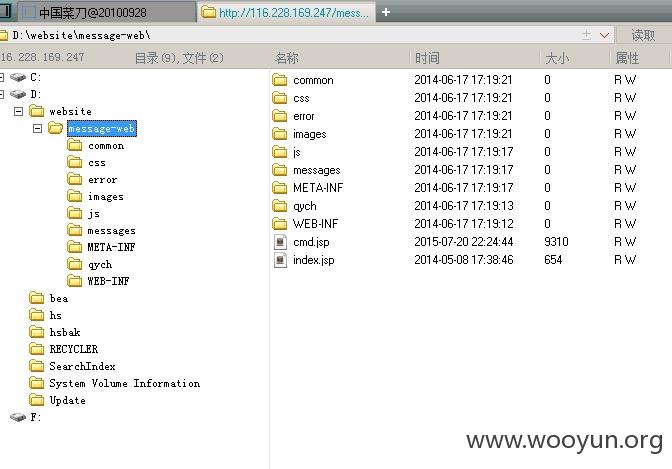 中国菜刀@20100928 http://116.228.169.247/mess...
D:\website\message-web\ 读取
16.228.169.247 目录(9),文件(2) 名称 时间 大小 属性
C:
D:
website
message-web
common
css
error
images
js
messages
META-INF
qych
WEB-INF
bea
hs
hsbak
RECYCLER
SearchIndex
System Volume Information
Update
F:
common 2014-06-17 17:19:21 0 R W
css 2014-06-17 17:19:21 0 R W
error 2014-06-17 17:19:21 0 R W
images 2014-06-17 17:19:21 0 R W
js 2014-06-17 17:19:17 0 R W
messages 2014-06-17 17:19:17 0 R W
META-INF 2014-06-17 17:19:17 0 R W
qych 2014-06-17 17:19:13 0 R W
WEB-INF 2014-06-17 17:19:12 0 R W
cmd.jsp 2015-07-20 22:24:44 9310 R W
index.jsp 2014-05-08 17:38:46 654 R W
www.wooyun.org